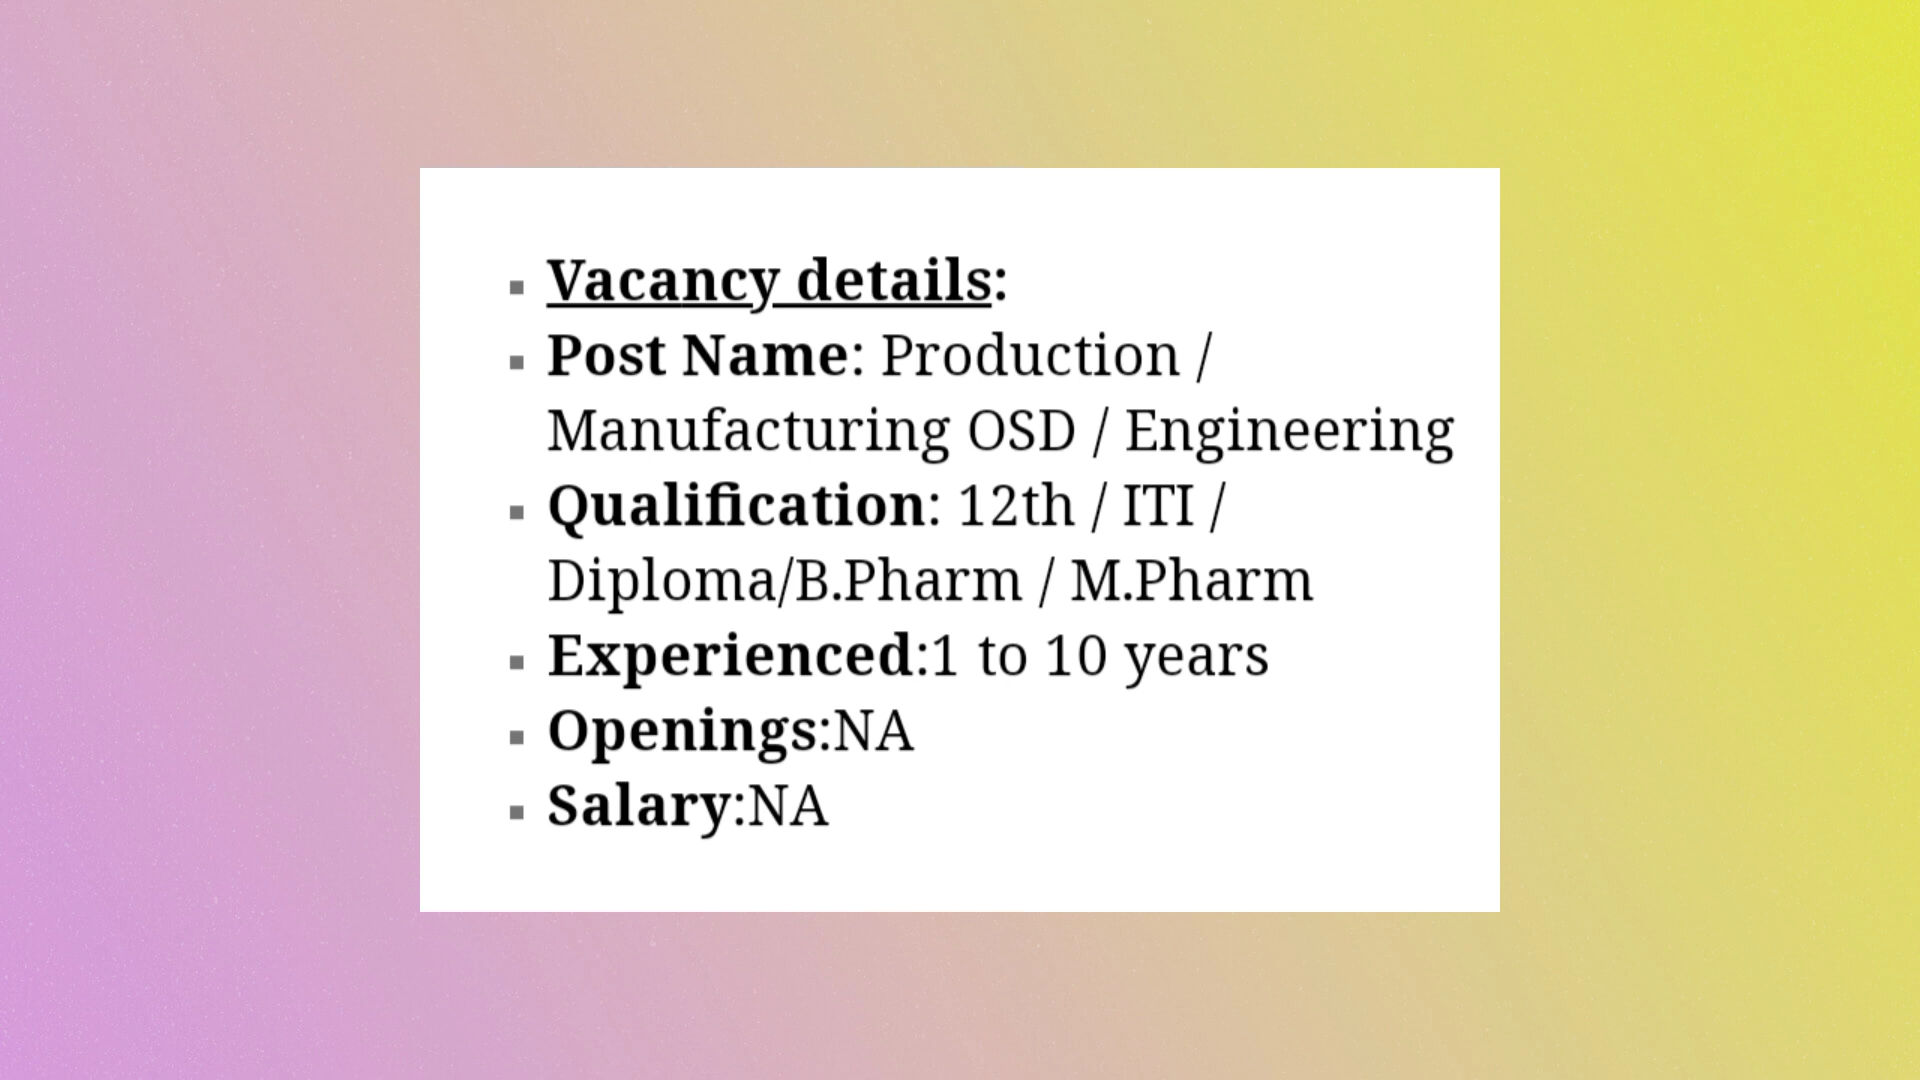 Vacancy details:
Post Name: Production /
Manufacturing OSD / Engineering
Qualification: 12th / ITI /
Diploma/B.Pharm / M.Pharm
Experienced:1 to 10 years
Openings:NA
Salary:NA